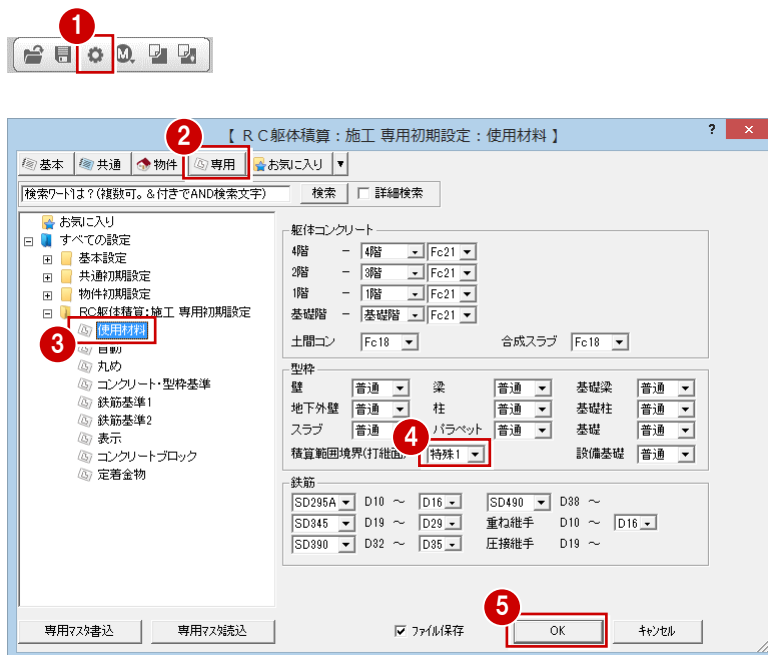 1
M.
2
【 RC躯体積算：施工 専用初期設定：使用材料 】 ? ×
基本 共通 物件 専用 お気に入り ▼
検索ワードは？（複数可。&付きでAND検索文字） 検索 詳細検索
お気に入り
すべての設定
基本設定
共通初期設定
物件初期設定
RC躯体積算：施工 専用初期設定
3
使用材料
自動
丸め
コンクリート・型枠基準
鉄筋基準1
鉄筋基準2
表示
コンクリートブロック
定着金物
躯体コンクリート
4階 － 4階 Fc21
2階 － 3階 Fc21
1階 － 1階 Fc21
基礎階 － 基礎階 Fc21
土間コン Fc18 合成スラブ Fc18
型枠
壁 普通 梁 普通 基礎梁 普通
地下外壁 普通 柱 普通 基礎柱 普通
スラブ 普通 パラペット 普通 基礎 普通
4
積算範囲境界(打継面) 特殊1 設備基礎 普通
鉄筋
SD295A D10 ～ D16 SD490 D38 ～
SD345 D19 ～ D29 重ね継手 D10 ～ D16
SD390 D32 ～ D35 圧接継手 D19 ～
5
専用マスタ書込 専用マスタ読込 ファイル保存 OK キャンセル